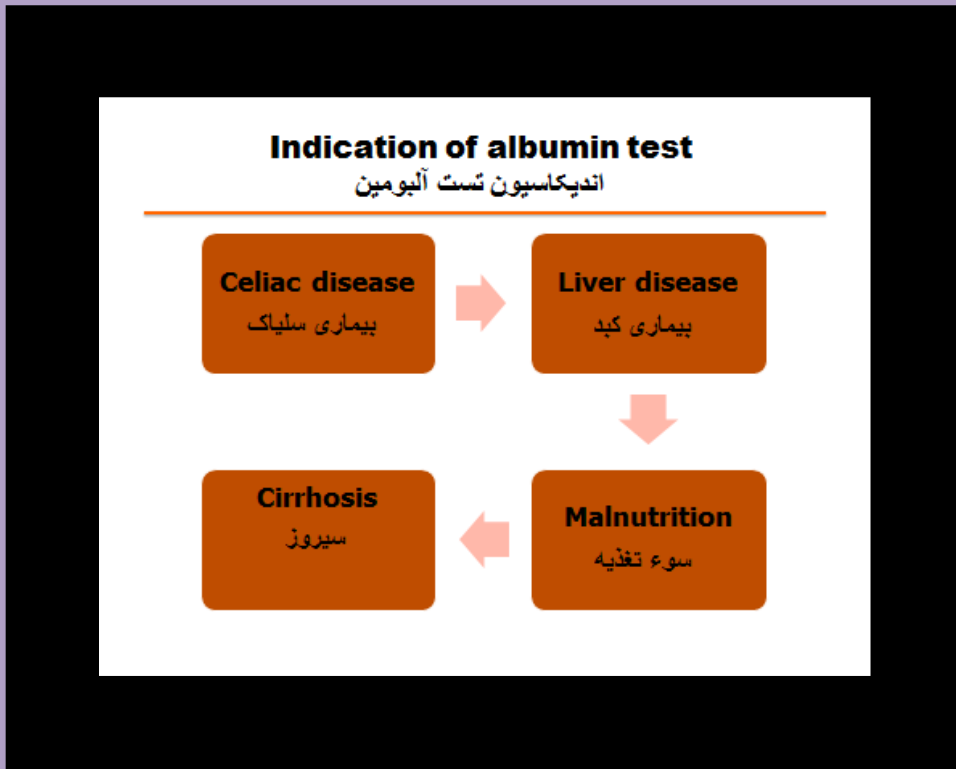 Indication of albumin test
اندیکاسیون تست آلبومین
Celiac disease
بیماری سلیاک
Liver disease
بیماری کبد
Malnutrition
سوء تغذیه
Cirrhosis
سیروز